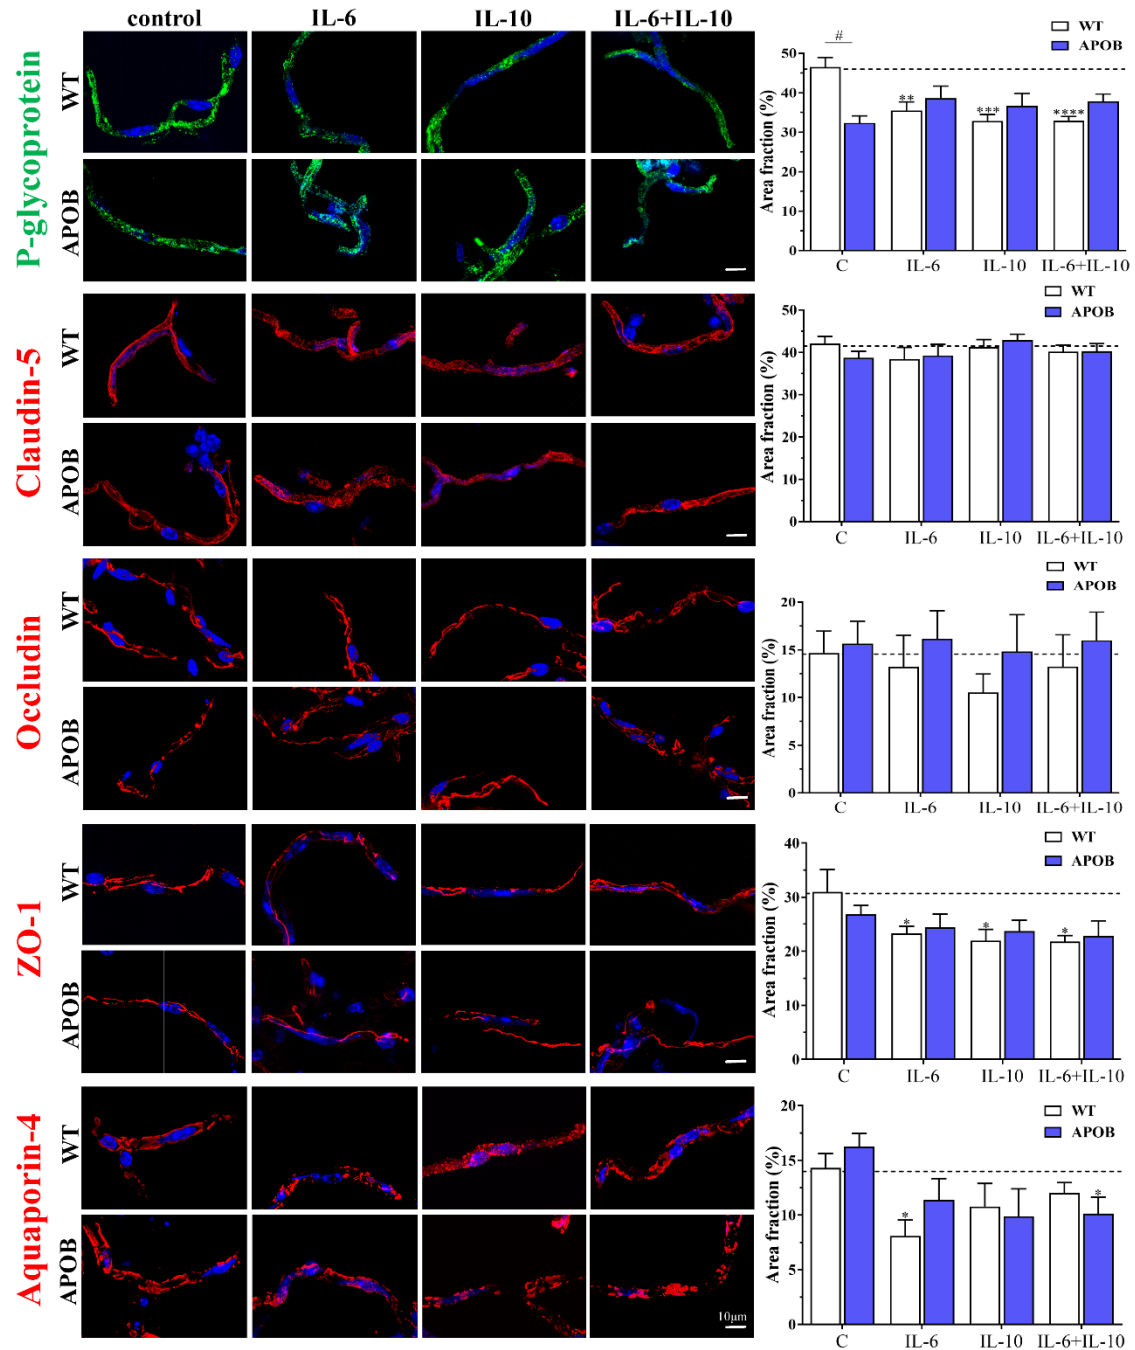 control IL-6 IL-10 IL-6+IL-10
P-glycoprotein
WT
APOB
Claudin-5
WT
APOB
Occludin
WT
APOB
ZO-1
WT
APOB
Aquaporin-4
WT
APOB
10μm
WT
APOB
#
** *** ****
Area fraction (%)
50
40
30
20
10
0
C IL-6 IL-10 IL-6+IL-10
WT
APOB
Area fraction (%)
50
40
30
20
10
0
C IL-6 IL-10 IL-6+IL-10
WT
APOB
Area fraction (%)
20
15
10
5
0
C IL-6 IL-10 IL-6+IL-10
WT
APOB
Area fraction (%)
40
30
20
10
0
* * *
C IL-6 IL-10 IL-6+IL-10
WT
APOB
Area fraction (%)
20
15
10
5
0
* *
C IL-6 IL-10 IL-6+IL-10